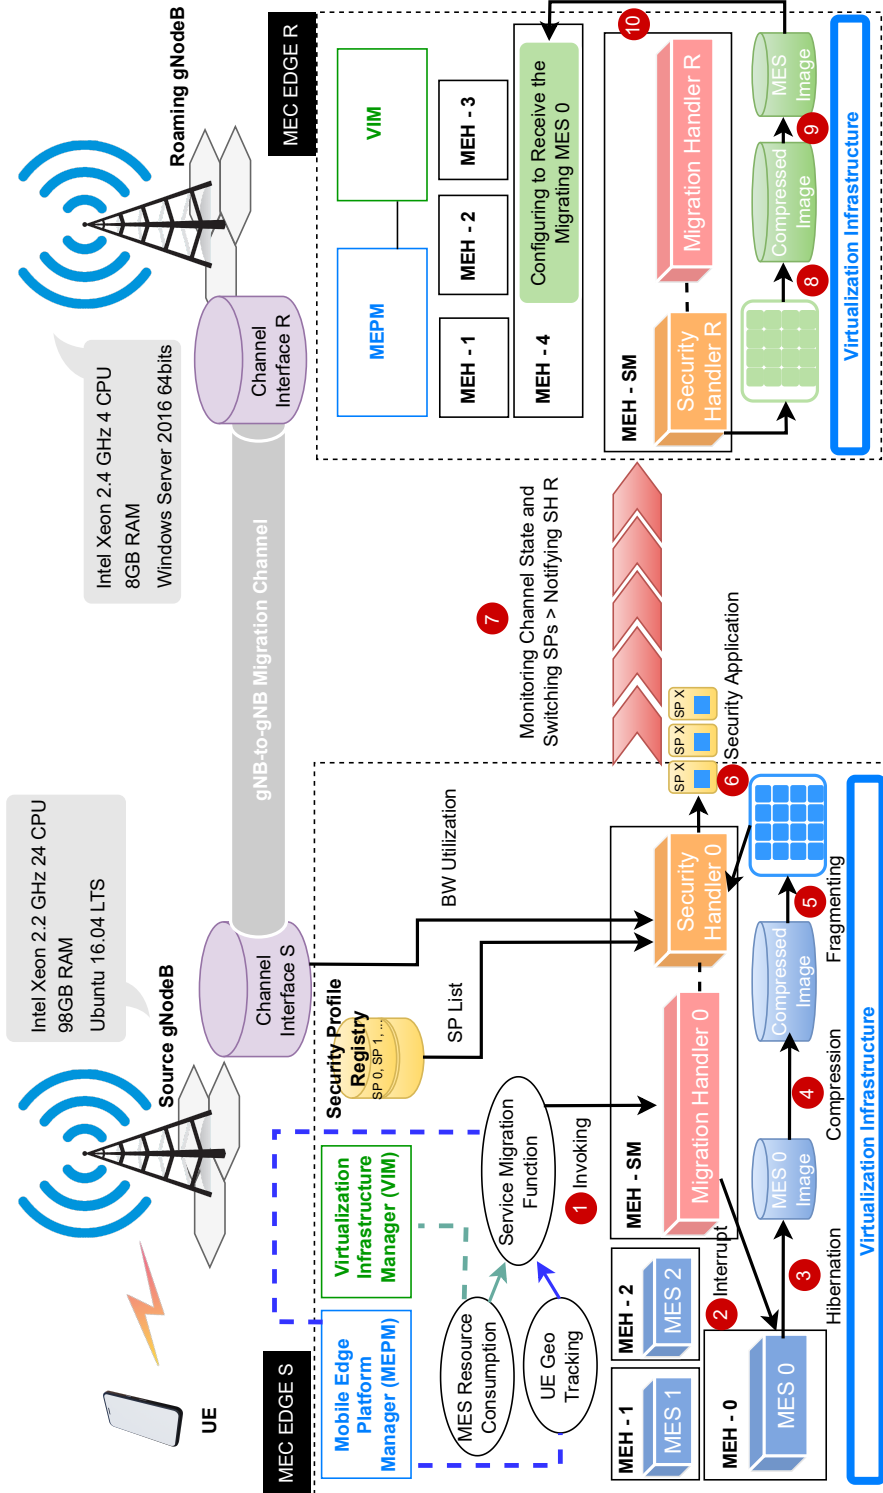 UE
Source gNodeB
Intel Xeon 2.2 GHz 24 CPU
98GB RAM
Ubuntu 16.04 LTS
Channel
Interface S
gNB-to-gNB Migration Channel
Intel Xeon 2.4 GHz 4 CPU
8GB RAM
Windows Server 2016 64bits
Roaming gNodeB
Channel
Interface R
MEC EDGE S
Mobile Edge
Platform
Manager (MEPM)
Virtualization
Infrastructure
Manager (VIM)
Security Profile
Registry
SP 0, SP 1, ...
SP List
BW Utilization
MES Resource
Consumption
UE Geo
Tracking
Service Migration
Function
1
Invoking
MEH - 1
MES 1
MEH - 2
MES 2
MEH - SM
Migration Handler 0
Security
Handler 0
2
Interrupt
MEH - 0
MES 0
3
Hibernation
MES 0
Image
4
Compression
Compressed
Image
5
Fragmenting
6
SP X
SP X
SP X
Security Application
Virtualization Infrastructure
7
Monitoring Channel State and
Switching SPs > Notifying SH R
MEC EDGE R
MEPM
VIM
MEH - 1
MEH - 2
MEH - 3
MEH - 4
Configuring to Receive the
Migrating MES 0
MEH - SM
Security
Handler R
Migration Handler R
8
Compressed
Image
9
MES
Image
10
Virtualization Infrastructure